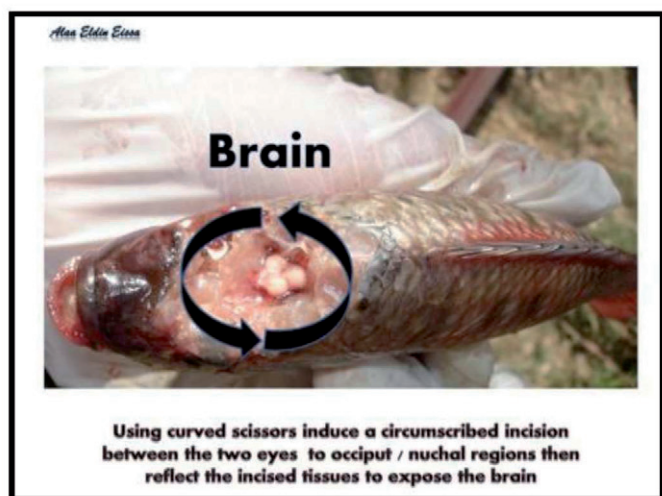 Alaa Eldin Eissa
Brain
Using curved scissors induce a circumscribed incision
between the two eyes to occiput / nuchal regions then
reflect the incised tissues to expose the brain